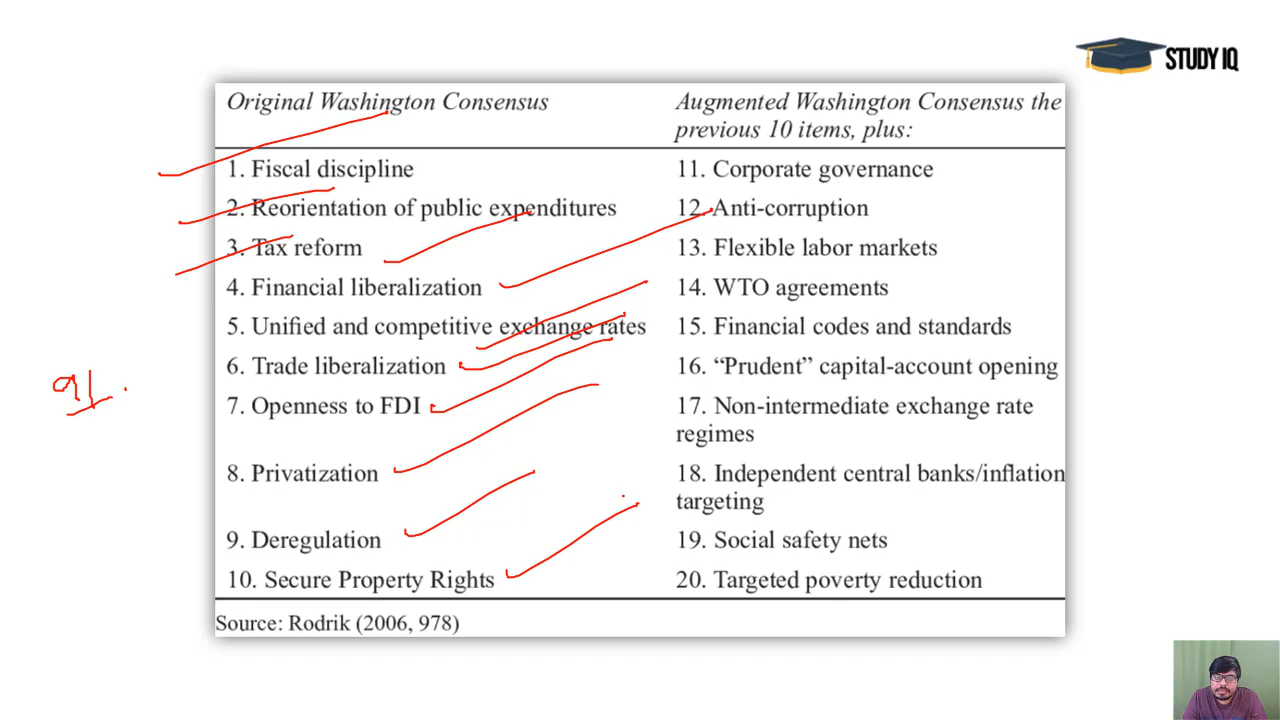 STUDY IQ
Original Washington Consensus
Augmented Washington Consensus the
previous 10 items, plus:
1. Fiscal discipline
11. Corporate governance
2. Reorientation of public expenditures
12. Anti-corruption
3. Tax reform
13. Flexible labor markets
4. Financial liberalization
14. WTO agreements
5. Unified and competitive exchange rates
15. Financial codes and standards
6. Trade liberalization
16. “Prudent” capital-account opening
91
7. Openness to FDI
17. Non-intermediate exchange rate
regimes
8. Privatization
18. Independent central banks/inflation
targeting
9. Deregulation
19. Social safety nets
10. Secure Property Rights
20. Targeted poverty reduction
Source: Rodrik (2006, 978)